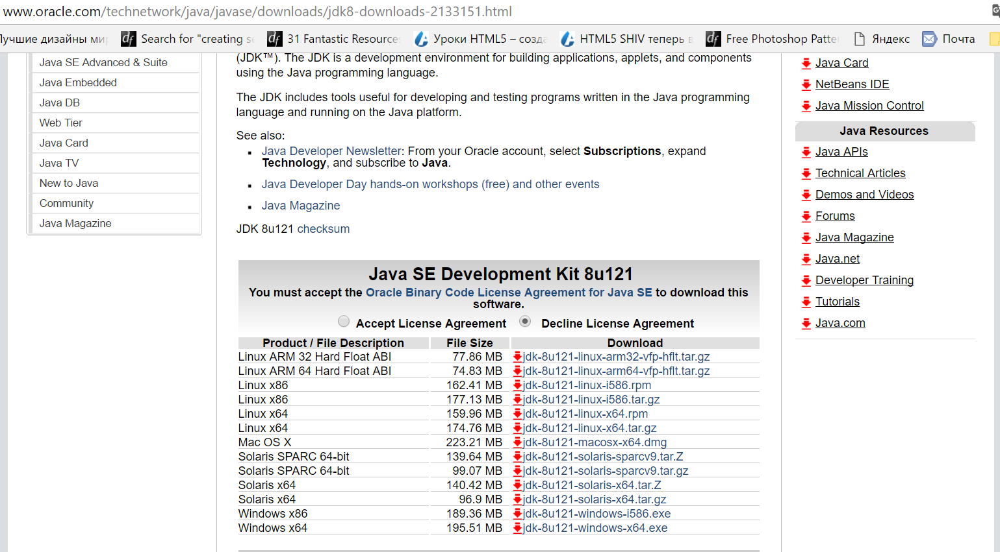 www.oracle.com/technetwork/java/javase/downloads/jdk8-downloads-2133151.html
Лучшие дизайны ми
Search for "creating se
31 Fantastic Resource
Уроки HTML5 – созда
HTML5 SHIV теперь в
Free Photoshop Patte
Яндекс
Почта
Java SE Advanced & Suite
Java Embedded
Java DB
Web Tier
Java Card
Java TV
New to Java
Community
Java Magazine
(JDK™). The JDK is a development environment for building applications, applets, and components
using the Java programming language.
The JDK includes tools useful for developing and testing programs written in the Java programming
language and running on the Java platform.
See also:
Java Developer Newsletter: From your Oracle account, select Subscriptions, expand
Technology, and subscribe to Java.
Java Developer Day hands-on workshops (free) and other events
Java Magazine
JDK 8u121 checksum
Java SE Development Kit 8u121
You must accept the Oracle Binary Code License Agreement for Java SE to download this
software.
Accept License Agreement Decline License Agreement
Product / File Description File Size Download
Linux ARM 32 Hard Float ABI 77.86 MB jdk-8u121-linux-arm32-vfp-hflt.tar.gz
Linux ARM 64 Hard Float ABI 74.83 MB jdk-8u121-linux-arm64-vfp-hflt.tar.gz
Linux x86 162.41 MB jdk-8u121-linux-i586.rpm
Linux x86 177.13 MB jdk-8u121-linux-i586.tar.gz
Linux x64 159.96 MB jdk-8u121-linux-x64.rpm
Linux x64 174.76 MB jdk-8u121-linux-x64.tar.gz
Mac OS X 223.21 MB jdk-8u121-macosx-x64.dmg
Solaris SPARC 64-bit 139.64 MB jdk-8u121-solaris-sparcv9.tar.Z
Solaris SPARC 64-bit 99.07 MB jdk-8u121-solaris-sparcv9.tar.gz
Solaris x64 140.42 MB jdk-8u121-solaris-x64.tar.Z
Solaris x64 96.9 MB jdk-8u121-solaris-x64.tar.gz
Windows x86 189.36 MB jdk-8u121-windows-i586.exe
Windows x64 195.51 MB jdk-8u121-windows-x64.exe
Java Card
NetBeans IDE
Java Mission Control
Java Resources
Java APIs
Technical Articles
Demos and Videos
Forums
Java Magazine
Java.net
Developer Training
Tutorials
Java.com